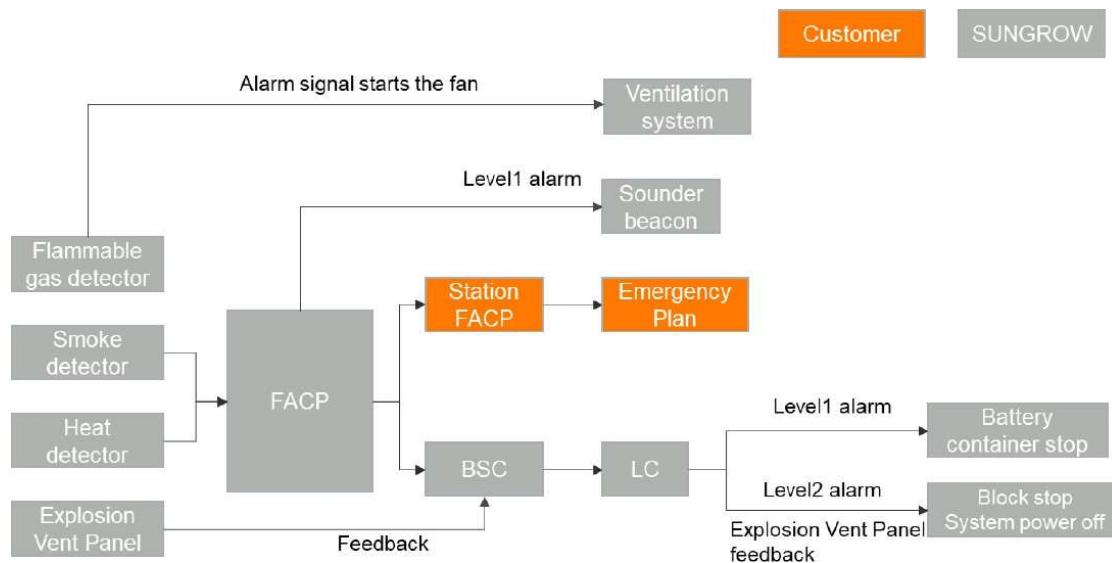 Customer
SUNGROW
Alarm signal starts the fan
Ventilation
system
Level1 alarm
Sounder
beacon
Flammable
gas detector
Station
FACP
Emergency
Plan
Smoke
detector
FACP
Heat
detector
Level1 alarm
Battery
container stop
BSC
LC
Level2 alarm
Block stop
System power off
Explosion
Vent Panel
Feedback
Explosion Vent Panel
feedback